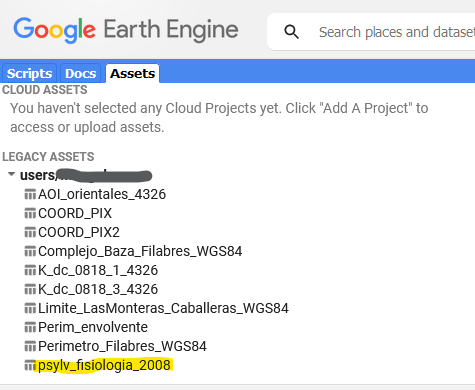 Google Earth Engine
Search places and dataset
Scripts Docs Assets
CLOUD ASSETS
You haven't selected any Cloud Projects yet. Click "Add A Project" to
access or upload assets.
LEGACY ASSETS
users/
AOI_orientales_4326
COORD_PIX
COORD_PIX2
Complejo_Baza_Filabres_WGS84
K_dc_0818_1_4326
K_dc_0818_3_4326
Limite_LasMonteras_Caballeras_WGS84
Perim_envolvente
Perimetro_Filabres_WGS84
psylv_fisiologia_2008